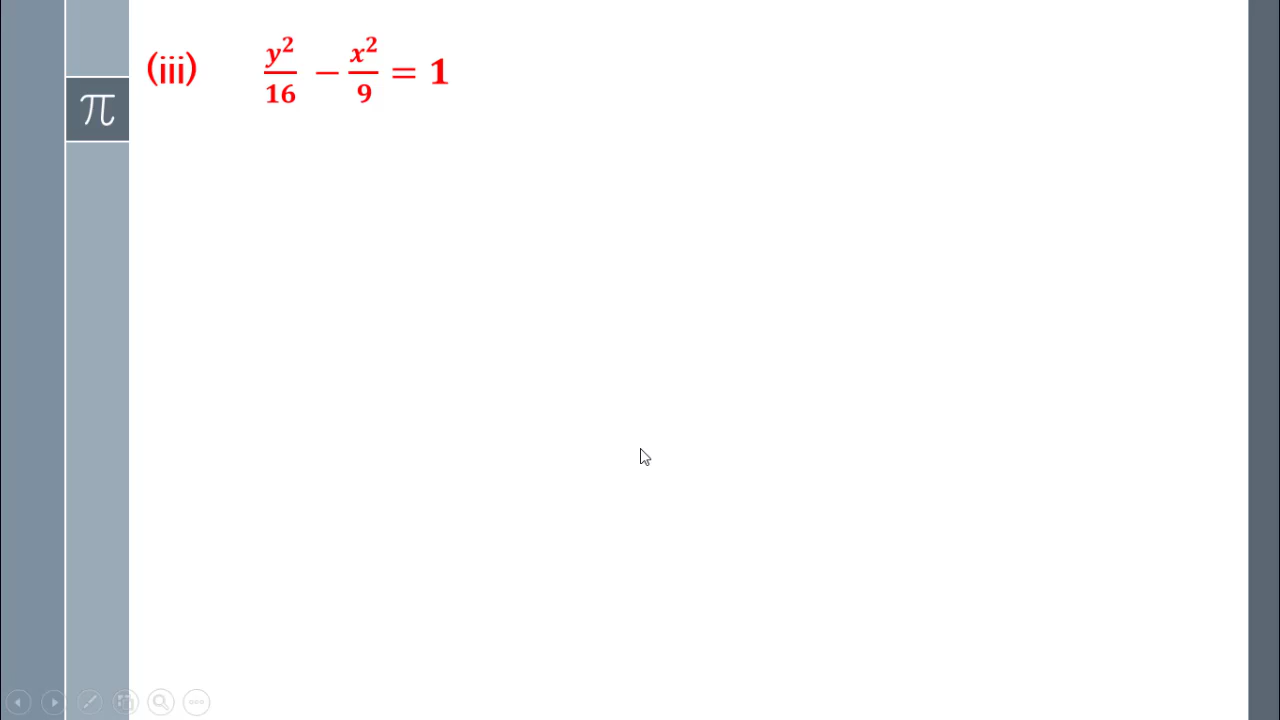 (iii) y²/16 − x²/9 = 1
π